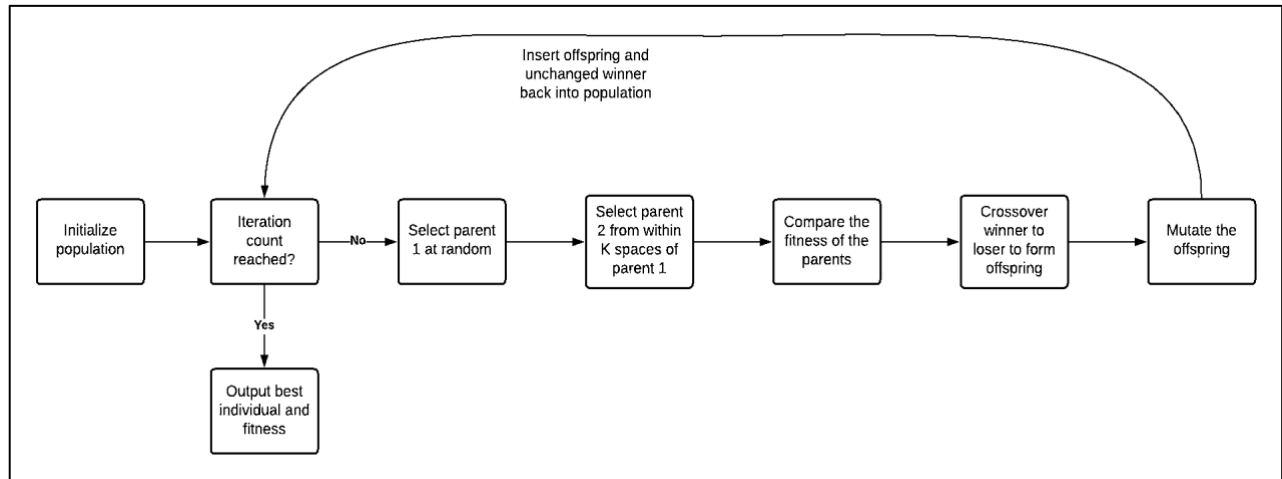 Insert offspring and
unchanged winner
back into population
Initialize
population
Iteration
count
reached?
No
Select parent
1 at random
Select parent
2 from within
K spaces of
parent 1
Compare the
fitness of the
parents
Crossover
winner to
loser to form
offspring
Mutate the
offspring
Yes
Output best
individual and
fitness